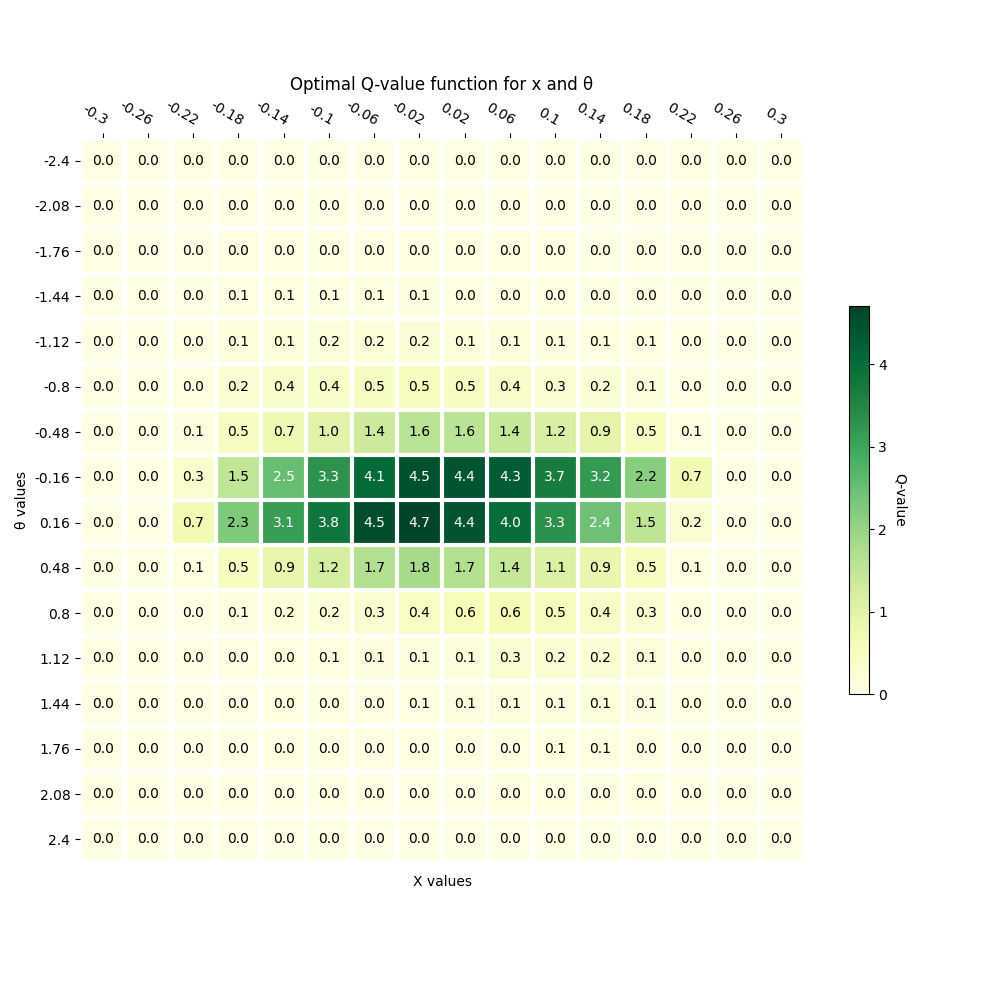 Optimal Q-value function for x and θ
-0.3 -0.26 -0.22 -0.18 -0.14 -0.1 -0.06 -0.02 0.02 0.06 0.1 0.14 0.18 0.22 0.26 0.3
-2.4 0.0 0.0 0.0 0.0 0.0 0.0 0.0 0.0 0.0 0.0 0.0 0.0 0.0 0.0 0.0 0.0
-2.08 0.0 0.0 0.0 0.0 0.0 0.0 0.0 0.0 0.0 0.0 0.0 0.0 0.0 0.0 0.0 0.0
-1.76 0.0 0.0 0.0 0.0 0.0 0.0 0.0 0.0 0.0 0.0 0.0 0.0 0.0 0.0 0.0 0.0
-1.44 0.0 0.0 0.0 0.1 0.1 0.1 0.1 0.1 0.0 0.0 0.0 0.0 0.0 0.0 0.0 0.0
-1.12 0.0 0.0 0.0 0.1 0.1 0.2 0.2 0.2 0.1 0.1 0.1 0.1 0.1 0.0 0.0 0.0
-0.8 0.0 0.0 0.0 0.2 0.4 0.4 0.5 0.5 0.5 0.4 0.3 0.2 0.1 0.0 0.0 0.0
-0.48 0.0 0.0 0.1 0.5 0.7 1.0 1.4 1.6 1.6 1.4 1.2 0.9 0.5 0.1 0.0 0.0
-0.16 0.0 0.0 0.3 1.5 2.5 3.3 4.1 4.5 4.4 4.3 3.7 3.2 2.2 0.7 0.0 0.0
0.16 0.0 0.0 0.7 2.3 3.1 3.8 4.5 4.7 4.4 4.0 3.3 2.4 1.5 0.2 0.0 0.0
0.48 0.0 0.0 0.1 0.5 0.9 1.2 1.7 1.8 1.7 1.4 1.1 0.9 0.5 0.1 0.0 0.0
0.8 0.0 0.0 0.0 0.1 0.2 0.2 0.3 0.4 0.6 0.6 0.5 0.4 0.3 0.0 0.0 0.0
1.12 0.0 0.0 0.0 0.0 0.0 0.1 0.1 0.1 0.1 0.3 0.2 0.2 0.1 0.0 0.0 0.0
1.44 0.0 0.0 0.0 0.0 0.0 0.0 0.0 0.1 0.1 0.1 0.1 0.1 0.1 0.0 0.0 0.0
1.76 0.0 0.0 0.0 0.0 0.0 0.0 0.0 0.0 0.0 0.0 0.1 0.1 0.0 0.0 0.0 0.0
2.08 0.0 0.0 0.0 0.0 0.0 0.0 0.0 0.0 0.0 0.0 0.0 0.0 0.0 0.0 0.0 0.0
2.4 0.0 0.0 0.0 0.0 0.0 0.0 0.0 0.0 0.0 0.0 0.0 0.0 0.0 0.0 0.0 0.0
θ values
X values
4
3
2
1
0
Q-value